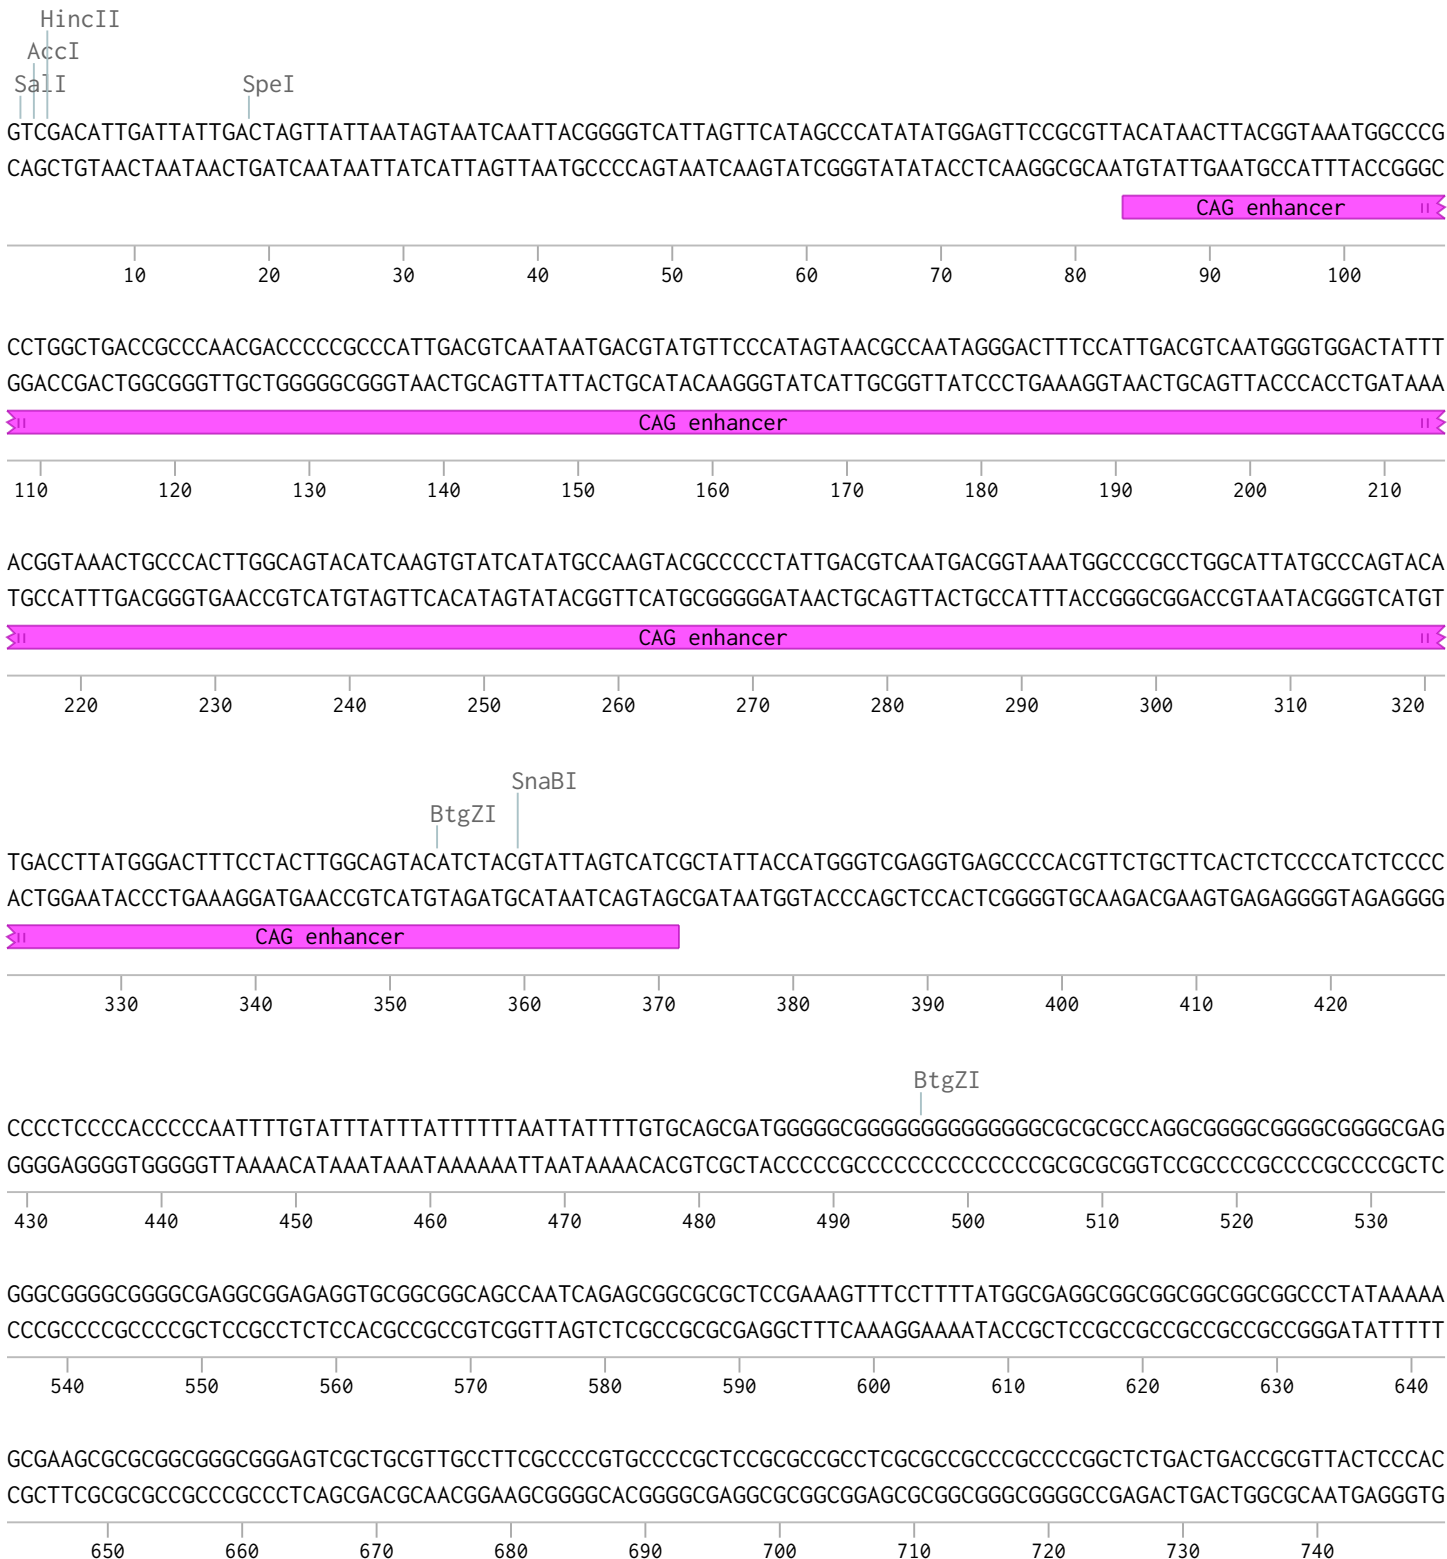 HincII
AccI
SalI SpeI
GTCGACATTGATTATTGACTAGTTATTAATAGTAATCAATTACGGGGTCATTAGTTCATAGCCCATATATGGAGTTCCGCGTTACATAACTTACGGTAAATGGCCCG
CAGCTGTAACTAATAACTGATCAATAATTATCATTAGTTAATGCCCCAGTAATCAAGTATCGGGTATATACCTCAAGGCGCAATGTATTGAATGCCATTTACCGGGC
CAG enhancer
10 20 30 40 50 60 70 80 90 100
CCTGGCTGACCGCCCAACGACCCCCGCCCATTGACGTCAATAATGACGTATGTTCCCATAGTAACGCCAATAGGGACTTTCCATTGACGTCAATGGGTGGACTATTT
GGACCGACTGGCGGGTTGCTGGGGGCGGGTAACTGCAGTTATTACTGCATACAAGGGTATCATTGCGGTTATCCCTGAAAGGTAACTGCAGTTACCCACCTGATAAA
CAG enhancer
110 120 130 140 150 160 170 180 190 200 210
ACGGTAAACTGCCCACTTGGCAGTACATCAAGTGTATCATATGCCAAGTACGCCCCCTATTGACGTCAATGACGGTAAATGGCCCGCCTGGCATTATGCCCAGTACA
TGCCATTTGACGGGTGAACCGTCATGTAGTTCACATAGTATACGGTTCATGCGGGGGATAACTGCAGTTACTGCCATTTACCGGGCGGACCGTAATACGGGTCATGT
CAG enhancer
220 230 240 250 260 270 280 290 300 310 320
SnaBI
BtgZI
TGACCTTATGGGACTTTCCTACTTGGCAGTACATCTACGTATTAGTCATCGCTATTACCATGGGTCGAGGTGAGCCCCACGTTCTGCTTCACTCTCCCCATCTCCCC
ACTGGAATACCCTGAAAGGATGAACCGTCATGTAGATGCATAATCAGTAGCGATAATGGTACCCAGCTCCACTCGGGGTGCAAGACGAAGTGAGAGGGGTAGAGGGG
CAG enhancer
330 340 350 360 370 380 390 400 410 420
BtgZI
CCCCTCCCCACCCCCAATTTTGTATTTATTTATTTTTTAATTATTTTGTGCAGCGATGGGGGCGGGGGGGGGGGGGGCGCGCGCCAGGCGGGGCGGGGCGGGGCGAG
GGGGAGGGGTGGGGGTTAAAACATAAATAAATAAAAAATTAATAAAACACGTCGCTACCCCCGCCCCCCCCCCCCCCGCGCGCGGTCCGCCCCGCCCCGCCCCGCTC
430 440 450 460 470 480 490 500 510 520 530
GGGCGGGGCGGGGCGAGGCGGAGAGGTGCGGCGGCAGCCAATCAGAGCGGCGCGCTCCGAAAGTTTCCTTTTATGGCGAGGCGGCGGCGGCGGCGGCCCTATAAAAA
CCCGCCCCGCCCCGCTCCGCCTCTCCACGCCGCCGTCGGTTAGTCTCGCCGCGCGAGGCTTTCAAAGGAAAATACCGCTCCGCCGCCGCCGCCGCCGGGATATTTTT
540 550 560 570 580 590 600 610 620 630 640
GCGAAGCGCGCGGCGGGCGGGAGTCGCTGCGTTGCCTTCGCCCCGTGCCCCGCTCCGCGCCGCCTCGCGCCGCCCGCCCCGGCTCTGACTGACCGCGTTACTCCCAC
CGCTTCGCGCGCCGCCCGCCCTCAGCGACGCAACGGAAGCGGGGCACGGGGCGAGGCGCGGCGGAGCGCGGCGGGCGGGGCCGAGACTGACTGGCGCAATGAGGGTG
650 660 670 680 690 700 710 720 730 740